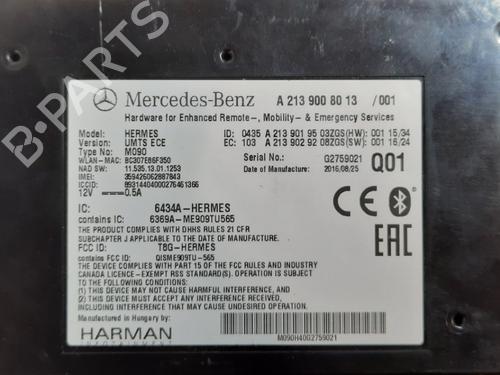 Mercedes-Benz A 213 900 80 13 / 001
Hardware for Enhanced Remote-, Mobility- & Emergency Services
Model: HERMES ID: 0435 A 213 901 95 03ZGS(HW): 001 15/34
Version: UMTS ECE EC: 103 A 213 902 92 08ZGS(SW): 001 16/24
Type No: M090
WLAN-MAC: BC307E86F350 Serial No.: G2759021 Q01
NAD SW: 11.535.13.01.1253 Date of Manufacture: 2016/08/25
IMEI: 359426062887843
ICCID: 89314404000276461366
12V 0.5A
IC: 6434A-HERMES
contains IC: 6369A-ME909TU565
THE PRODUCT COMPLIES WITH DHHS RULES 21 CFR
SUBCHAPTER J APPLICABLE AT DATE OF MANUFACTURE.
FCC ID: T8G-HERMES
contains FCC ID: QISME909TU-565
THE DEVICE COMPLIES WITH PART 15 OF THE FCC RULES AND INDUSTRY
CANADA LICENCE-EXEMPT RSS STANDARD(S). OPERATION IS
SUBJECT TO THE FOLLOWING TWO CONDITIONS:
(1) THIS DEVICE MAY NOT CAUSE HARMFUL INTERFERENCE, AND
(2) THIS DEVICE MUST ACCEPT ANY INTERFERENCE RECEIVED,
INCLUDING INTERFERENCE THAT MAY CAUSE UNDESIRED OPERATION.
Manufactured in Hungary by:
HARMAN
M090H40G2759021
CE
EAC
B-PARTS